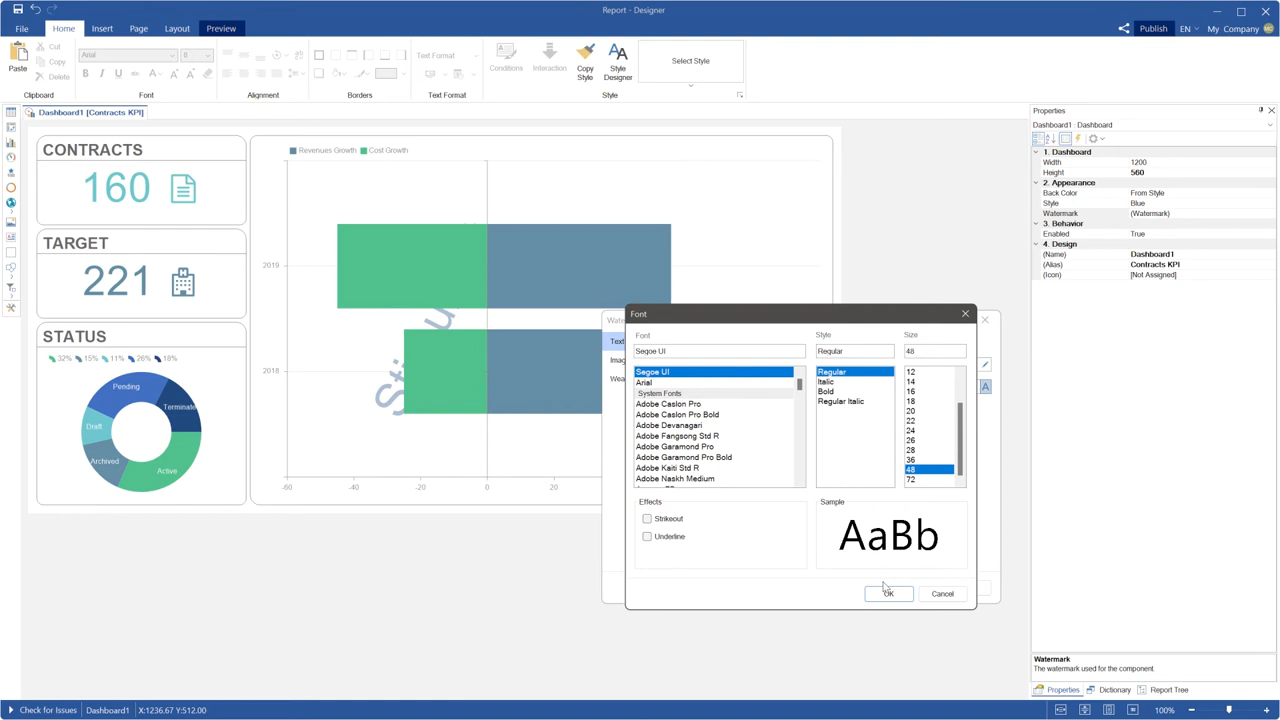 Report - Designer
File Home Insert Page Layout Preview
Publish EN My Company
Paste Cut
Copy
Delete
Arial 8
B I U ab A A A
Text Format
Conditions Interaction Copy Style Style Designer Select Style
Clipboard Font Alignment Borders Text Format Style
Dashboard1 [Contracts KPI]
CONTRACTS
160
TARGET
221
STATUS
32% 15% 11% 26% 18%
Pending
Terminate
Draft
Archived
Active
Revenues Growth Cost Growth
2019
2018
-60 -40 -20 0 20
Text
Font
Font
Segoe UI
Segoe UI
Arial
System Fonts
Adobe Caslon Pro
Adobe Caslon Pro Bold
Adobe Devanagari
Adobe Fangsong Std R
Adobe Garamond Pro
Adobe Garamond Pro Bold
Adobe Kaiti Std R
Adobe Naskh Medium
Style
Regular
Regular
Italic
Bold
Regular Italic
Size
48
12
14
16
18
20
22
24
26
28
36
48
72
Effects
Strikeout
Underline
Sample
AaBb
OK Cancel
Properties
Dashboard1 : Dashboard
1. Dashboard
Width 1200
Height 560
2. Appearance
Back Color From Style
Style Blue
Watermark (Watermark)
3. Behavior
Enabled True
4. Design
(Name) Dashboard1
(Alias) Contracts KPI
(Icon) [Not Assigned]
Watermark
The watermark used for the component.
Properties Dictionary Report Tree
Check for Issues Dashboard1 X:1236.67 Y:512.00 100%